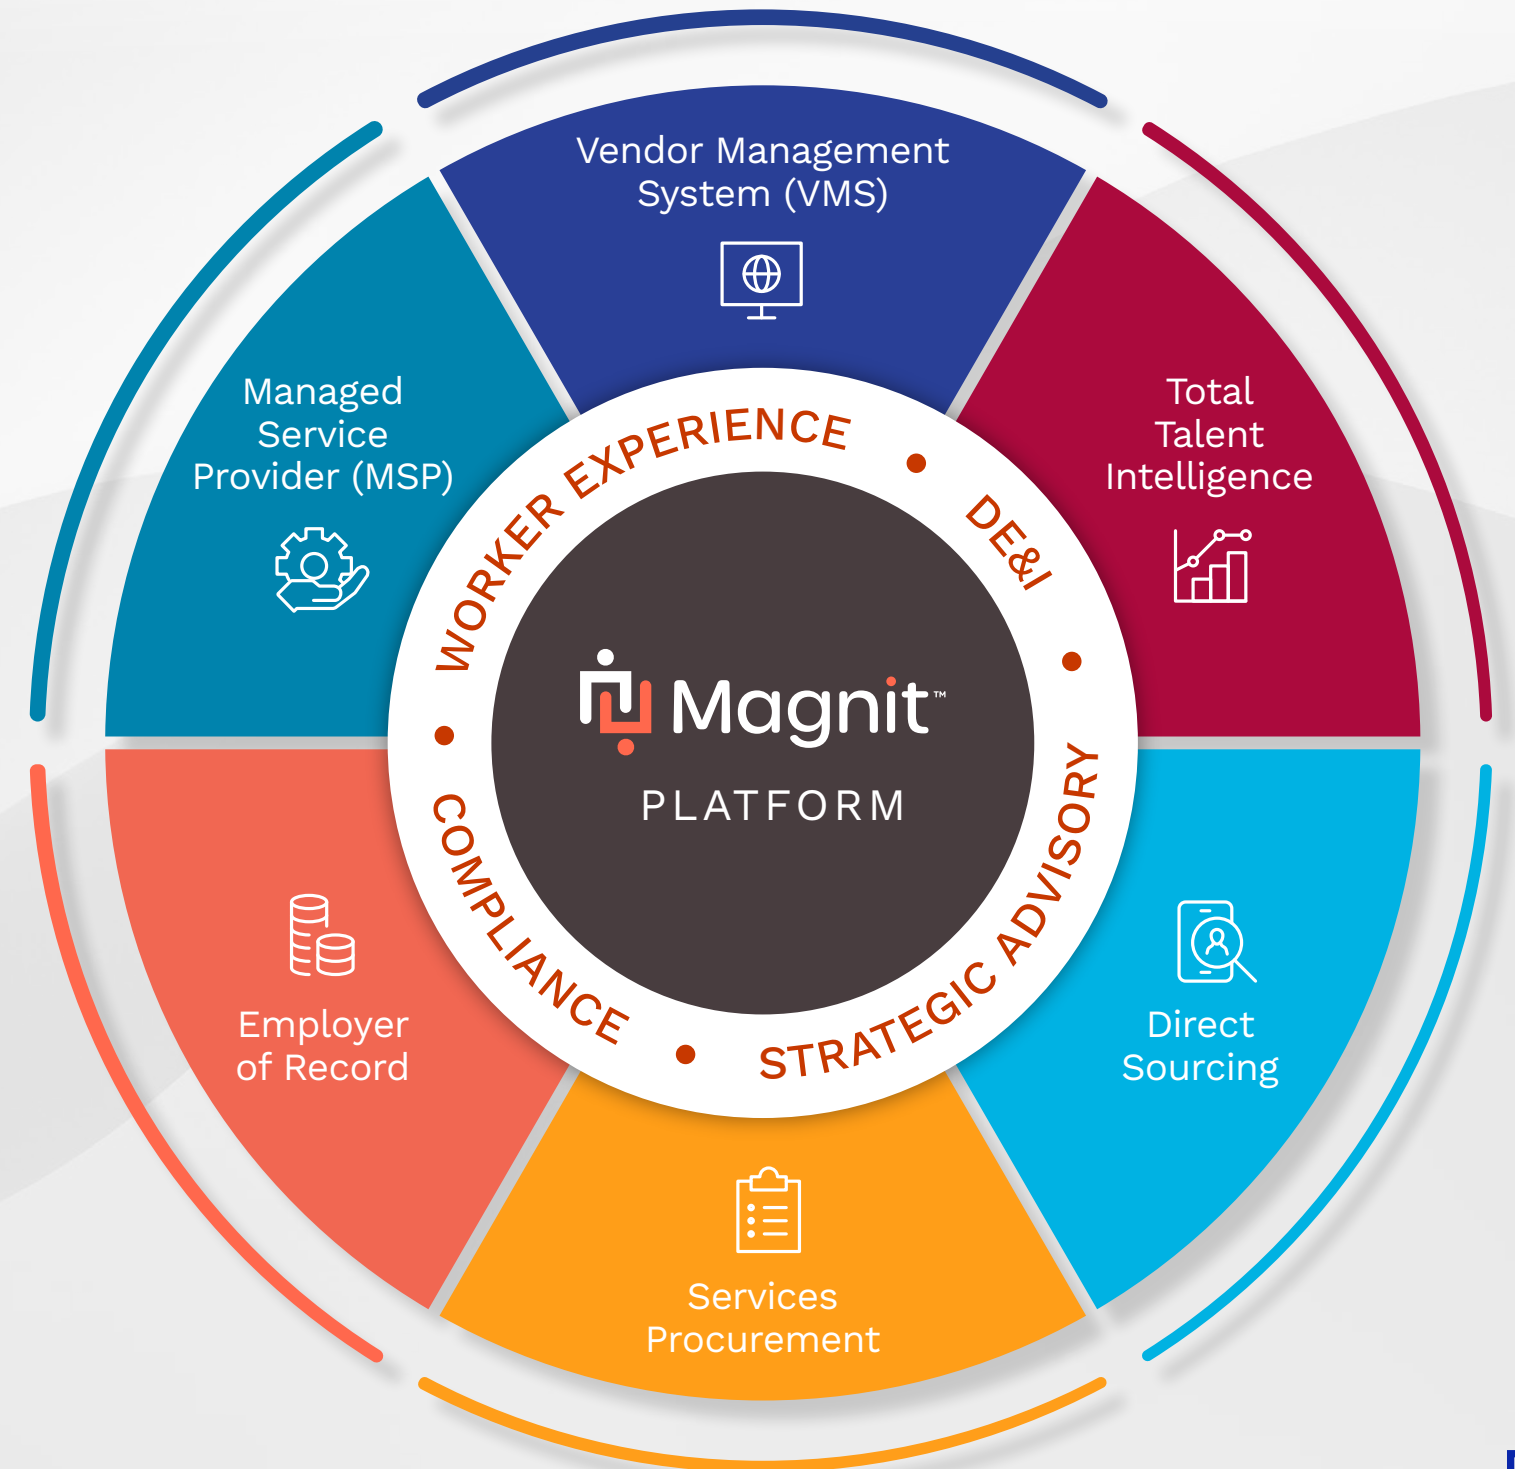 Vendor Management
System (VMS)
Total
Talent
Intelligence
Direct
Sourcing
Services
Procurement
Employer
of Record
Managed
Service
Provider (MSP)
WORKER EXPERIENCE • DE&I • STRATEGIC ADVISORY • COMPLIANCE •
Magnit™
PLATFORM